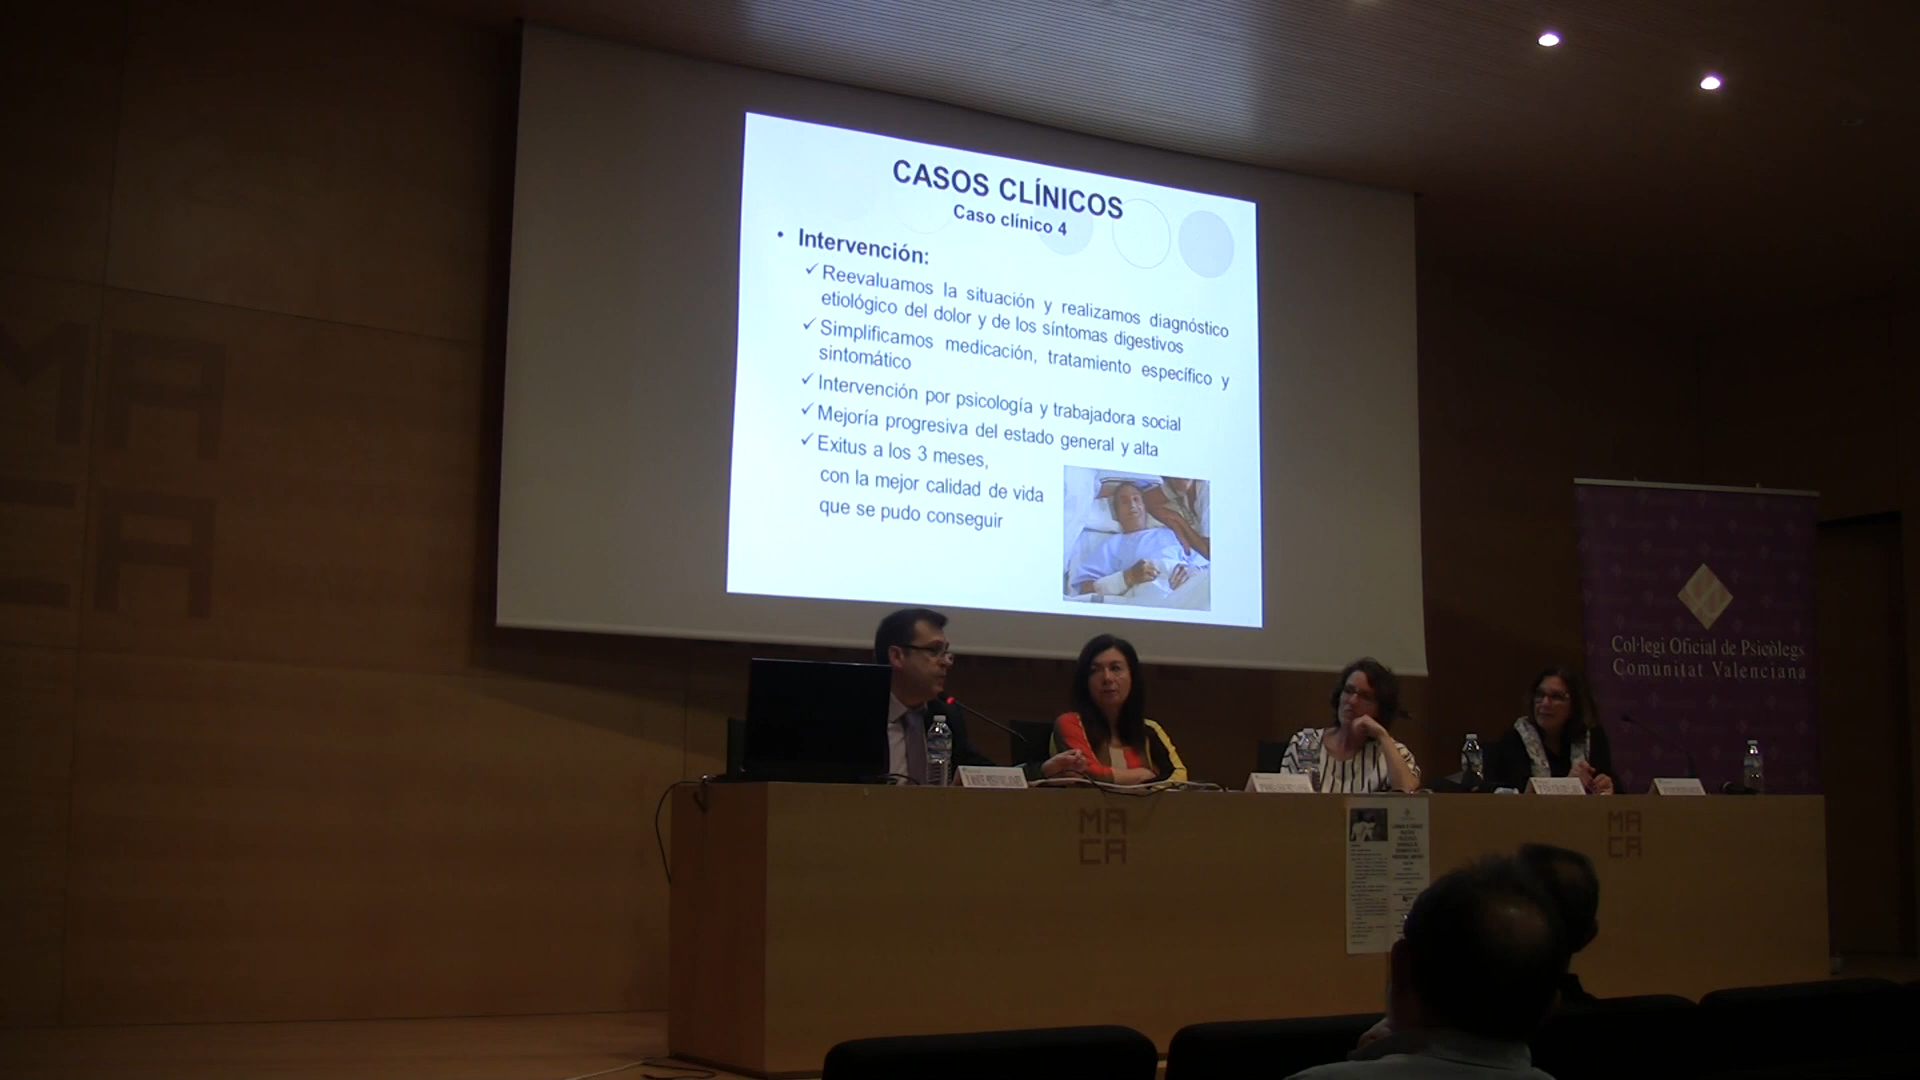 CASOS CLÍNICOS
Caso clínico 4
• Intervención:
✓ Reevaluamos la situación y realizamos diagnóstico
etiológico del dolor y de los síntomas digestivos
✓ Simplificamos medicación, tratamiento específico y
sintomático
✓ Intervención por psicología y trabajadora social
✓ Mejoría progresiva del estado general y alta
✓ Exitus a los 3 meses,
con la mejor calidad de vida
que se pudo conseguir
Col·legi Oficial de Psicòlegs
Comunitat Valenciana
MA
CA
MA
CA
MA
CA